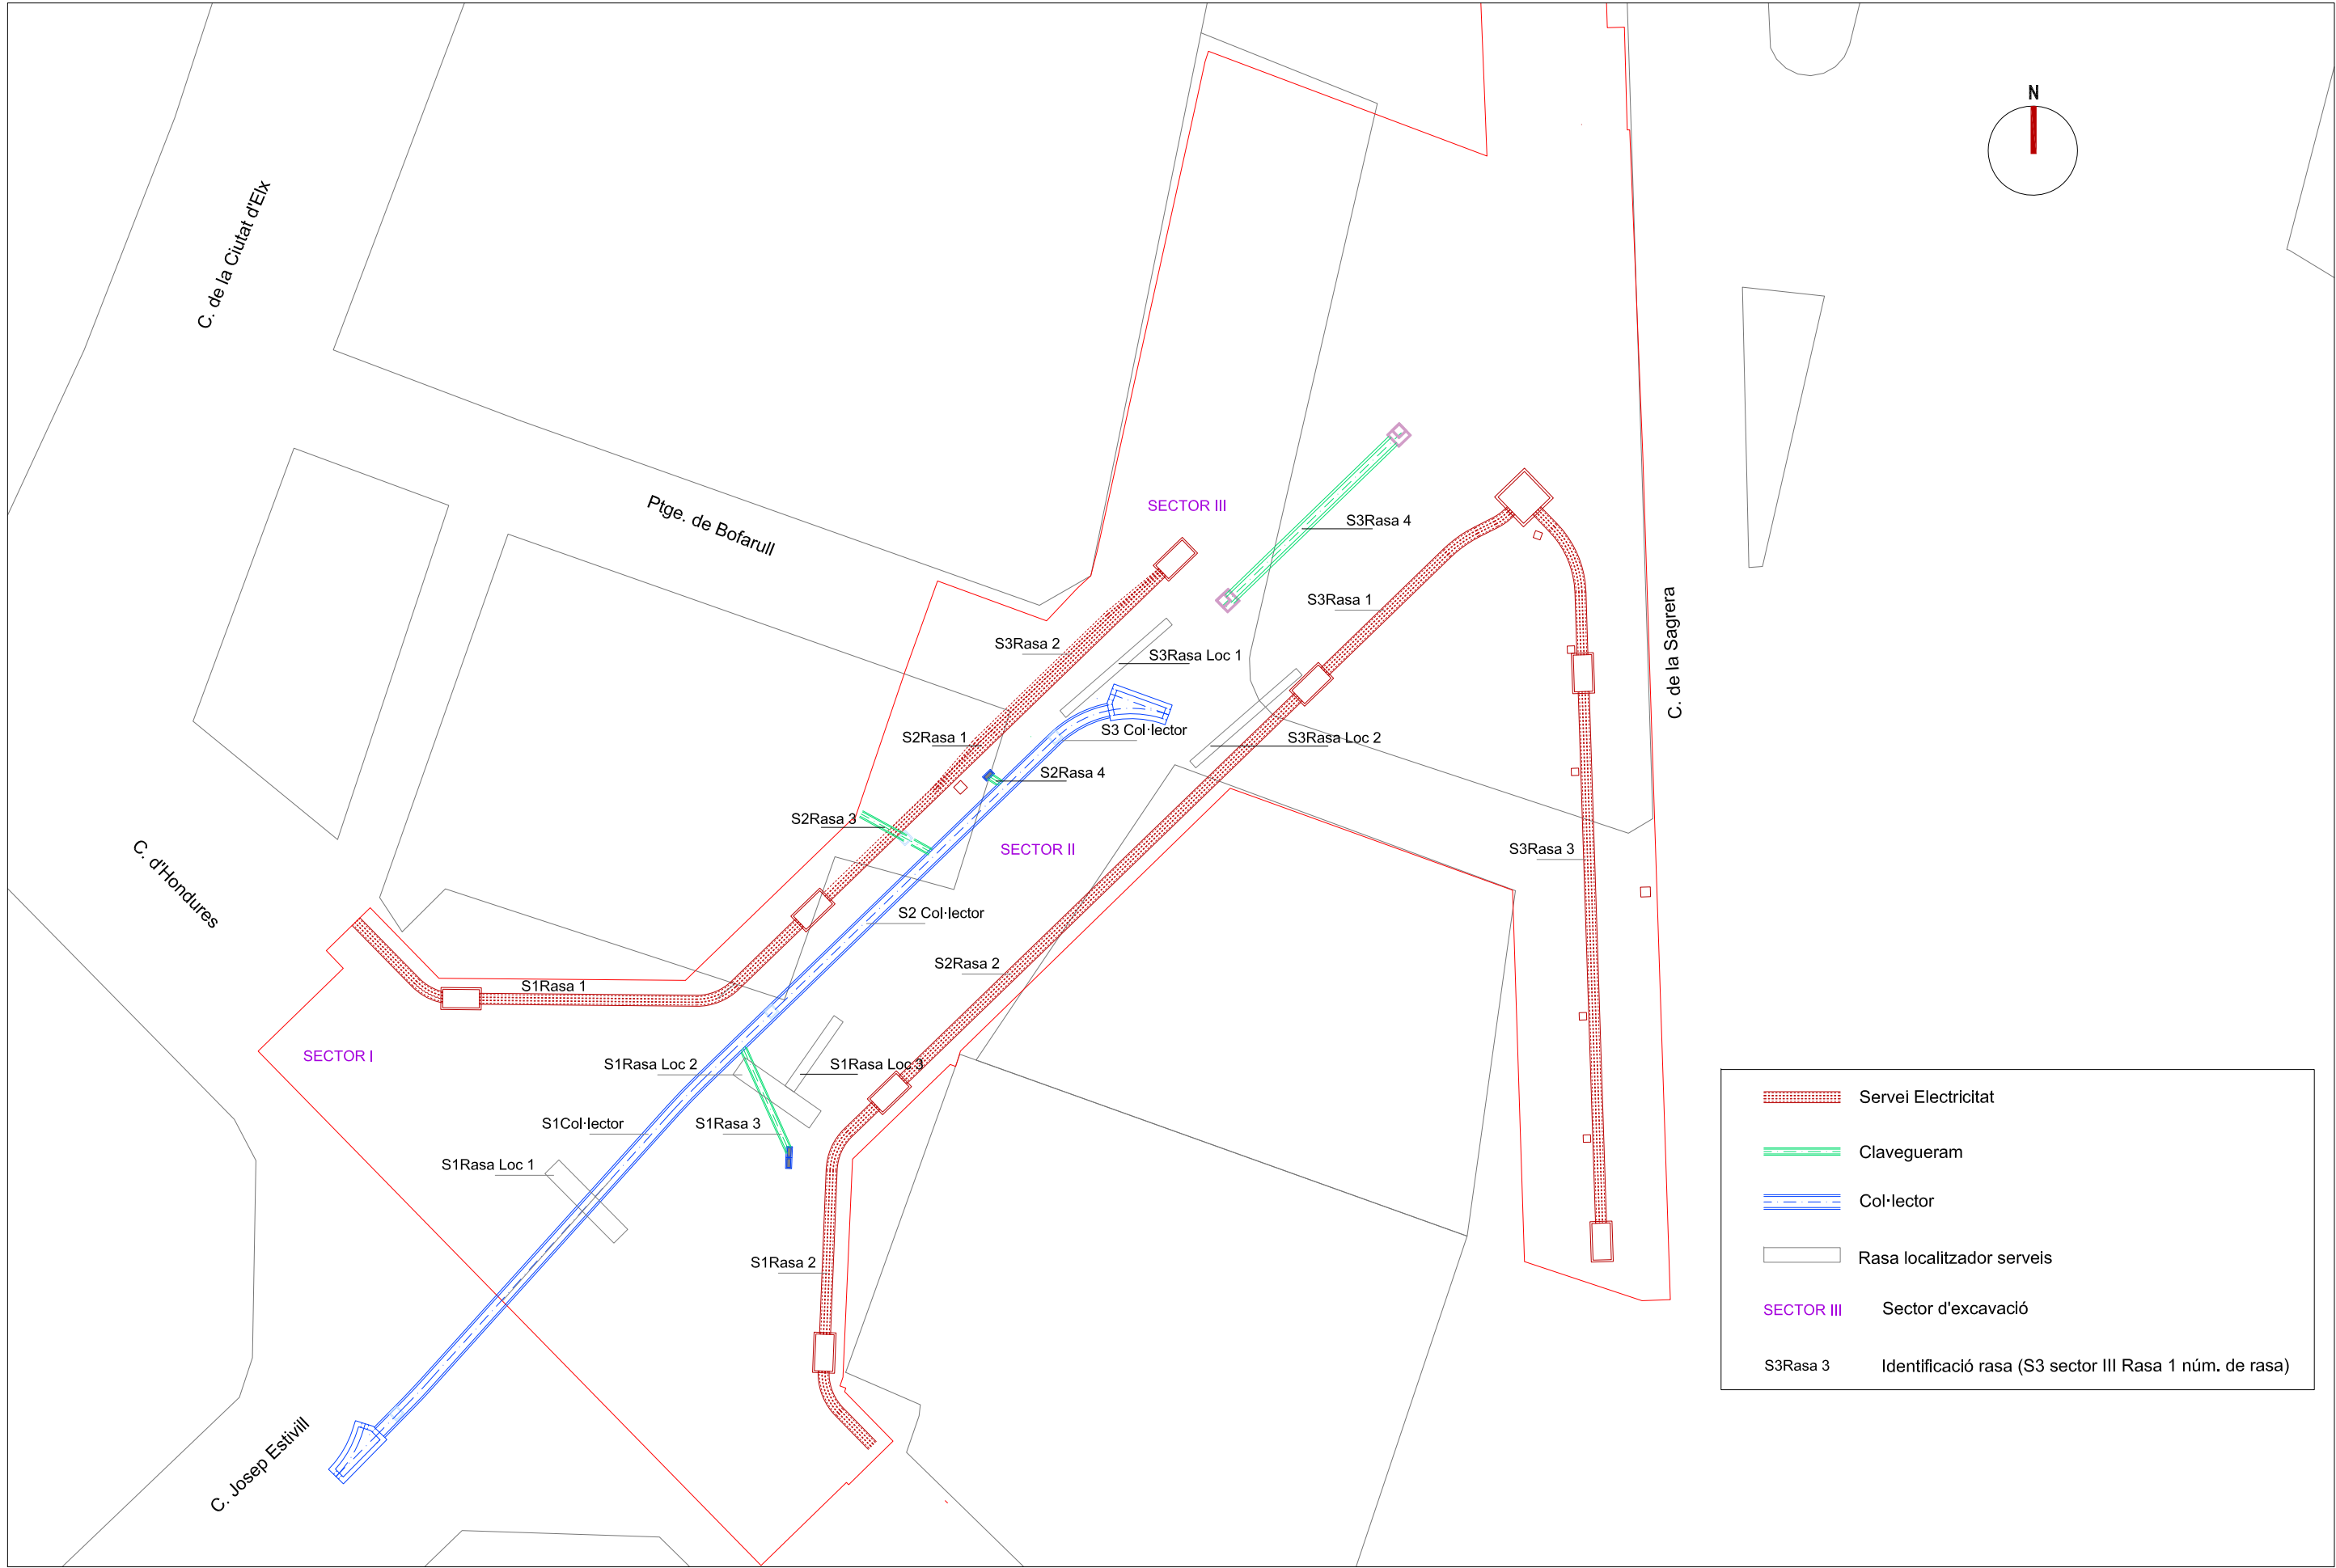 N
C. de la Ciutat d'Elx
Ptge. de Bofarull
SECTOR III
S3Rasa 4
S3Rasa 1
S3Rasa 2
S3Rasa Loc 1
C. de la Sagrera
S2Rasa 1
S3 Col·lector
S3Rasa Loc 2
S2Rasa 4
S2Rasa 3
SECTOR II
S3Rasa 3
C. d'Hondures
S2 Col·lector
S2Rasa 2
S1Rasa 1
SECTOR I
S1Rasa Loc 2
S1Rasa Loc 3
S1Col·lector
S1Rasa 3
S1Rasa Loc 1
S1Rasa 2
C. Josep Estivill
Servei Electricitat
Clavegueram
Col·lector
Rasa localitzador serveis
SECTOR III Sector d'excavació
S3Rasa 3 Identificació rasa (S3 sector III Rasa 1 núm. de rasa)